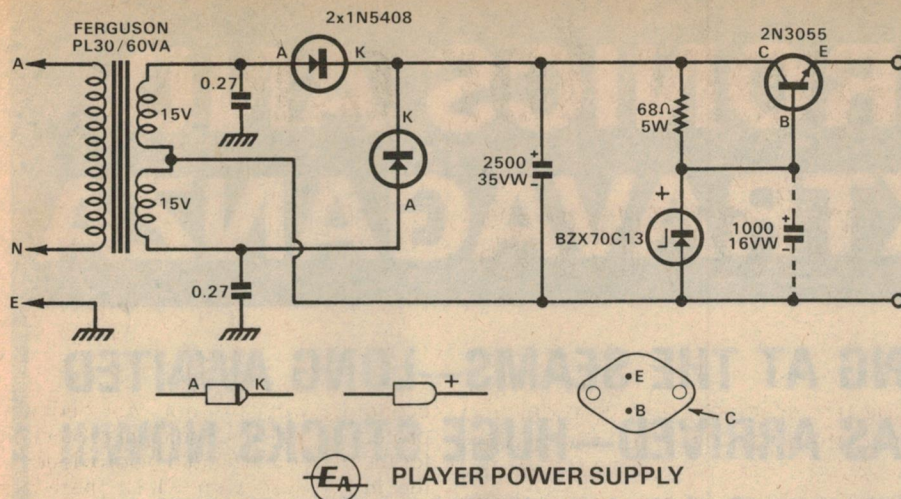 FERGUSON
PL30/60VA
2x1N5408
2N3055
A
A
K
C
E
0.27
15V
K
68Ω
5W
B
15V
A
2500
35VW
+
-
+
BZX70C13
1000
16VW
+
-
N
0.27
E
A
K
+
E
B
C
EA
PLAYER POWER SUPPLY